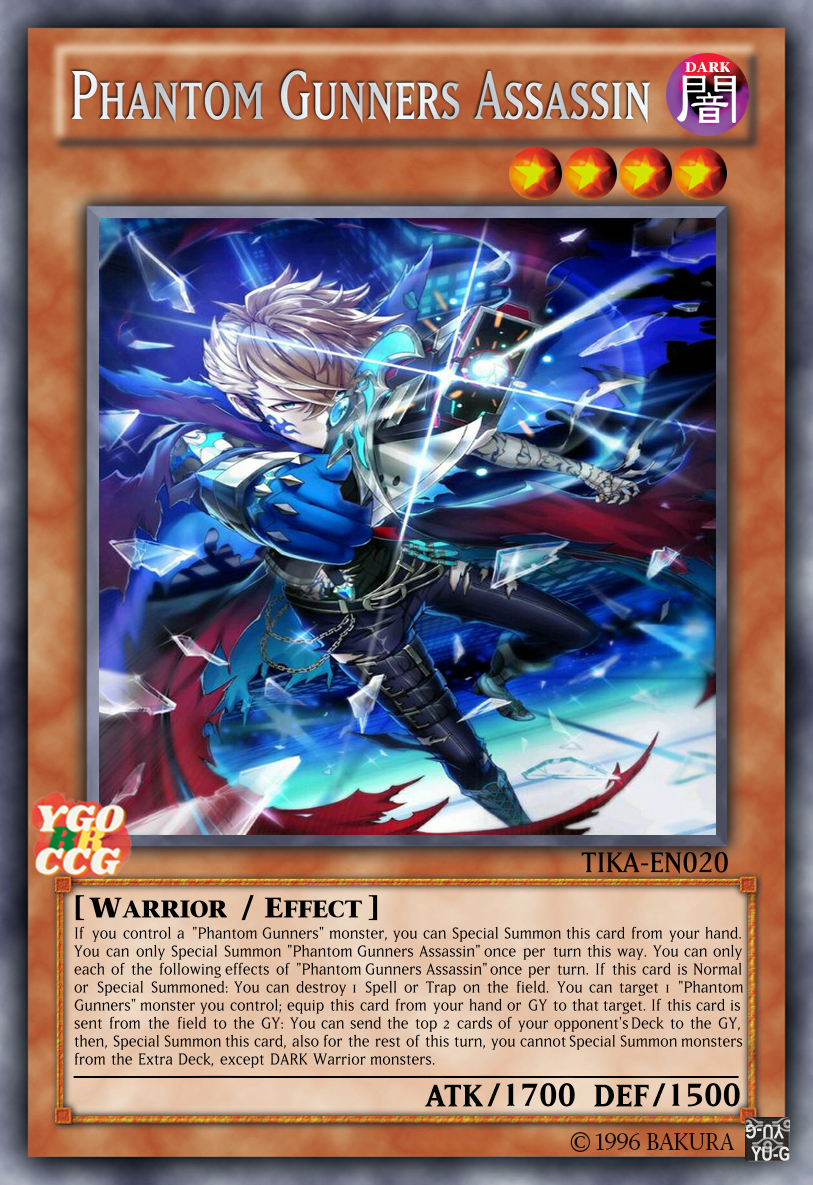 PHANTOM GUNNERS ASSASSIN
DARK
闇
YGO
RR
CCG
TIKA-EN020
[ WARRIOR / EFFECT ]
If you control a "Phantom Gunners" monster, you can Special Summon this card from your hand.
You can only Special Summon "Phantom Gunners Assassin" once per turn this way. You can only
each of the following effects of "Phantom Gunners Assassin" once per turn. If this card is Normal
or Special Summoned: You can destroy 1 Spell or Trap on the field. You can target 1 "Phantom
Gunners" monster you control; equip this card from your hand or GY to that target. If this card is
sent from the field to the GY: You can send the top 2 cards of your opponent's Deck to the GY,
then, Special Summon this card, also for the rest of this turn, you cannot Special Summon monsters
from the Extra Deck, except DARK Warrior monsters.
ATK/1700 DEF/1500
© 1996 BAKURA
YU-G
YU-G